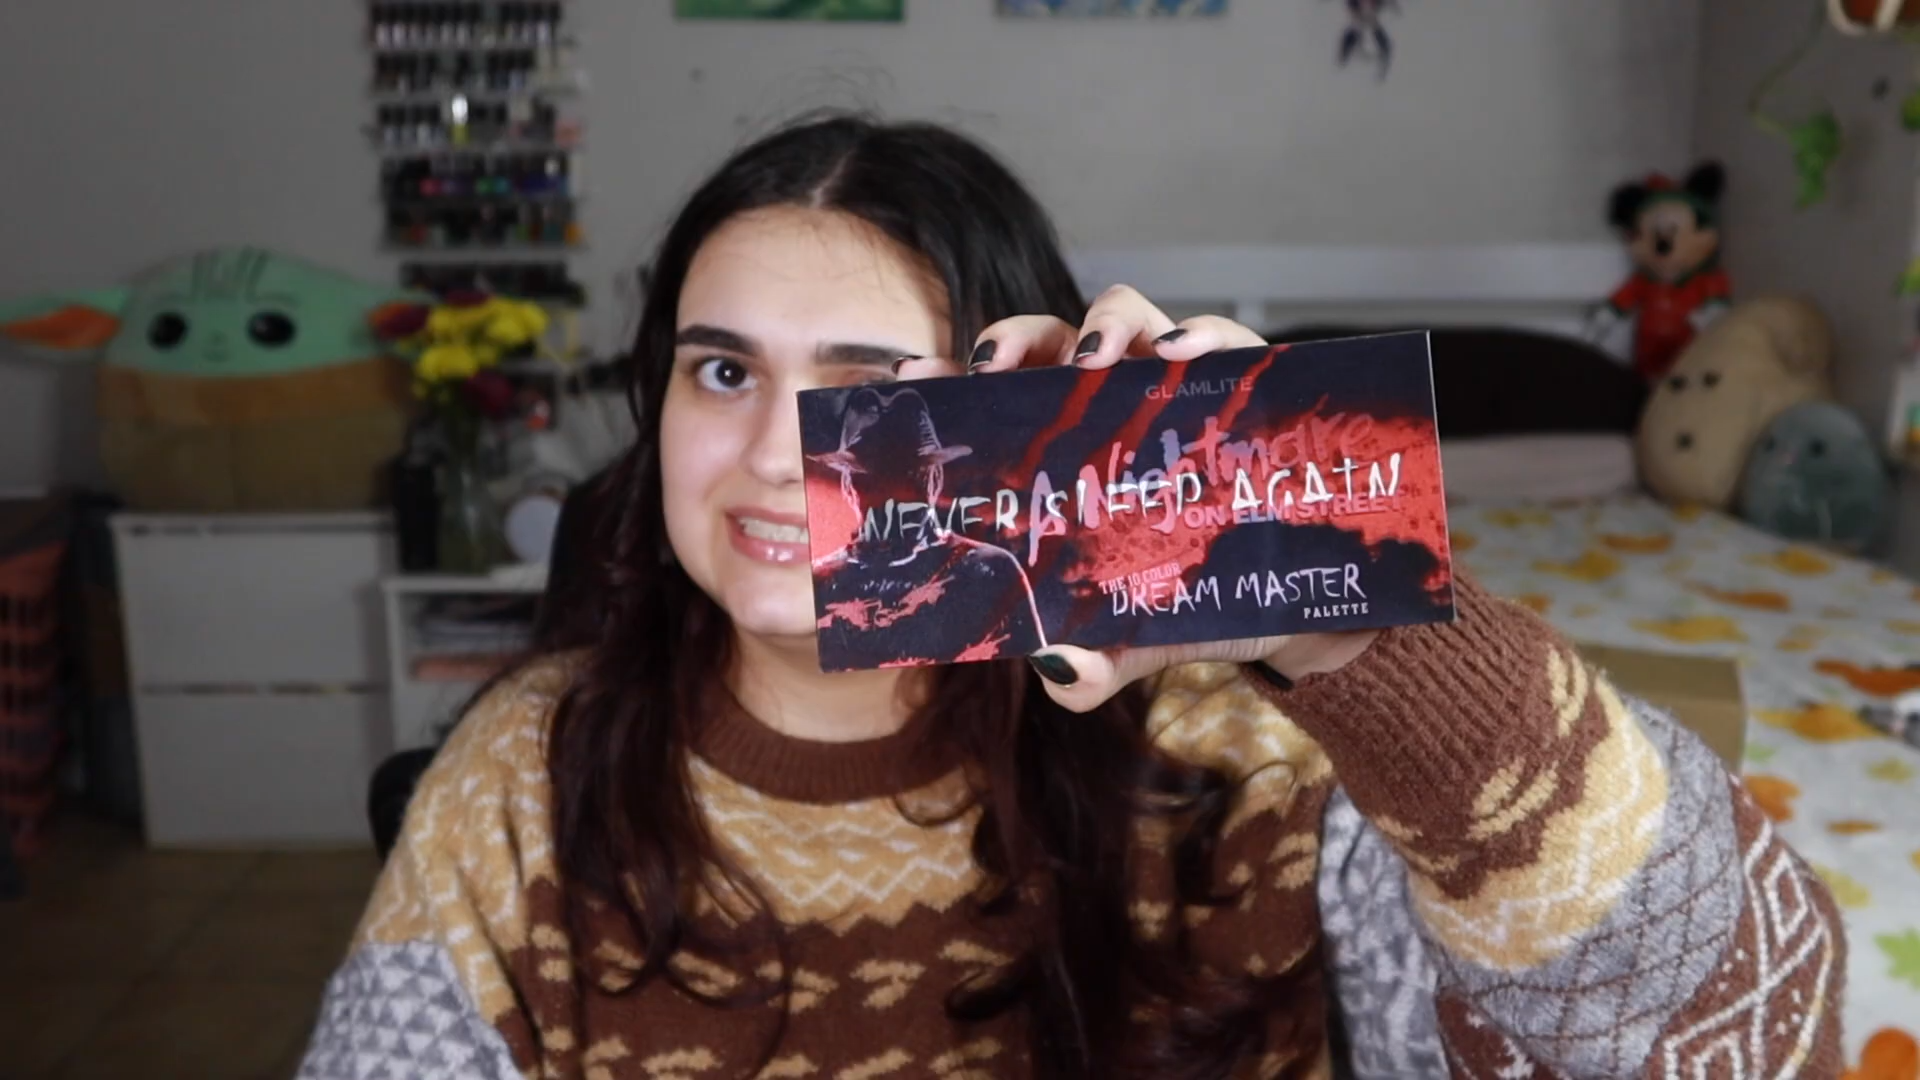 GLAMLITE
A Nightmare
NEVER SLEEP AGAIN
ON ELM STREET
THE 10 COLOR
DREAM MASTER
PALETTE